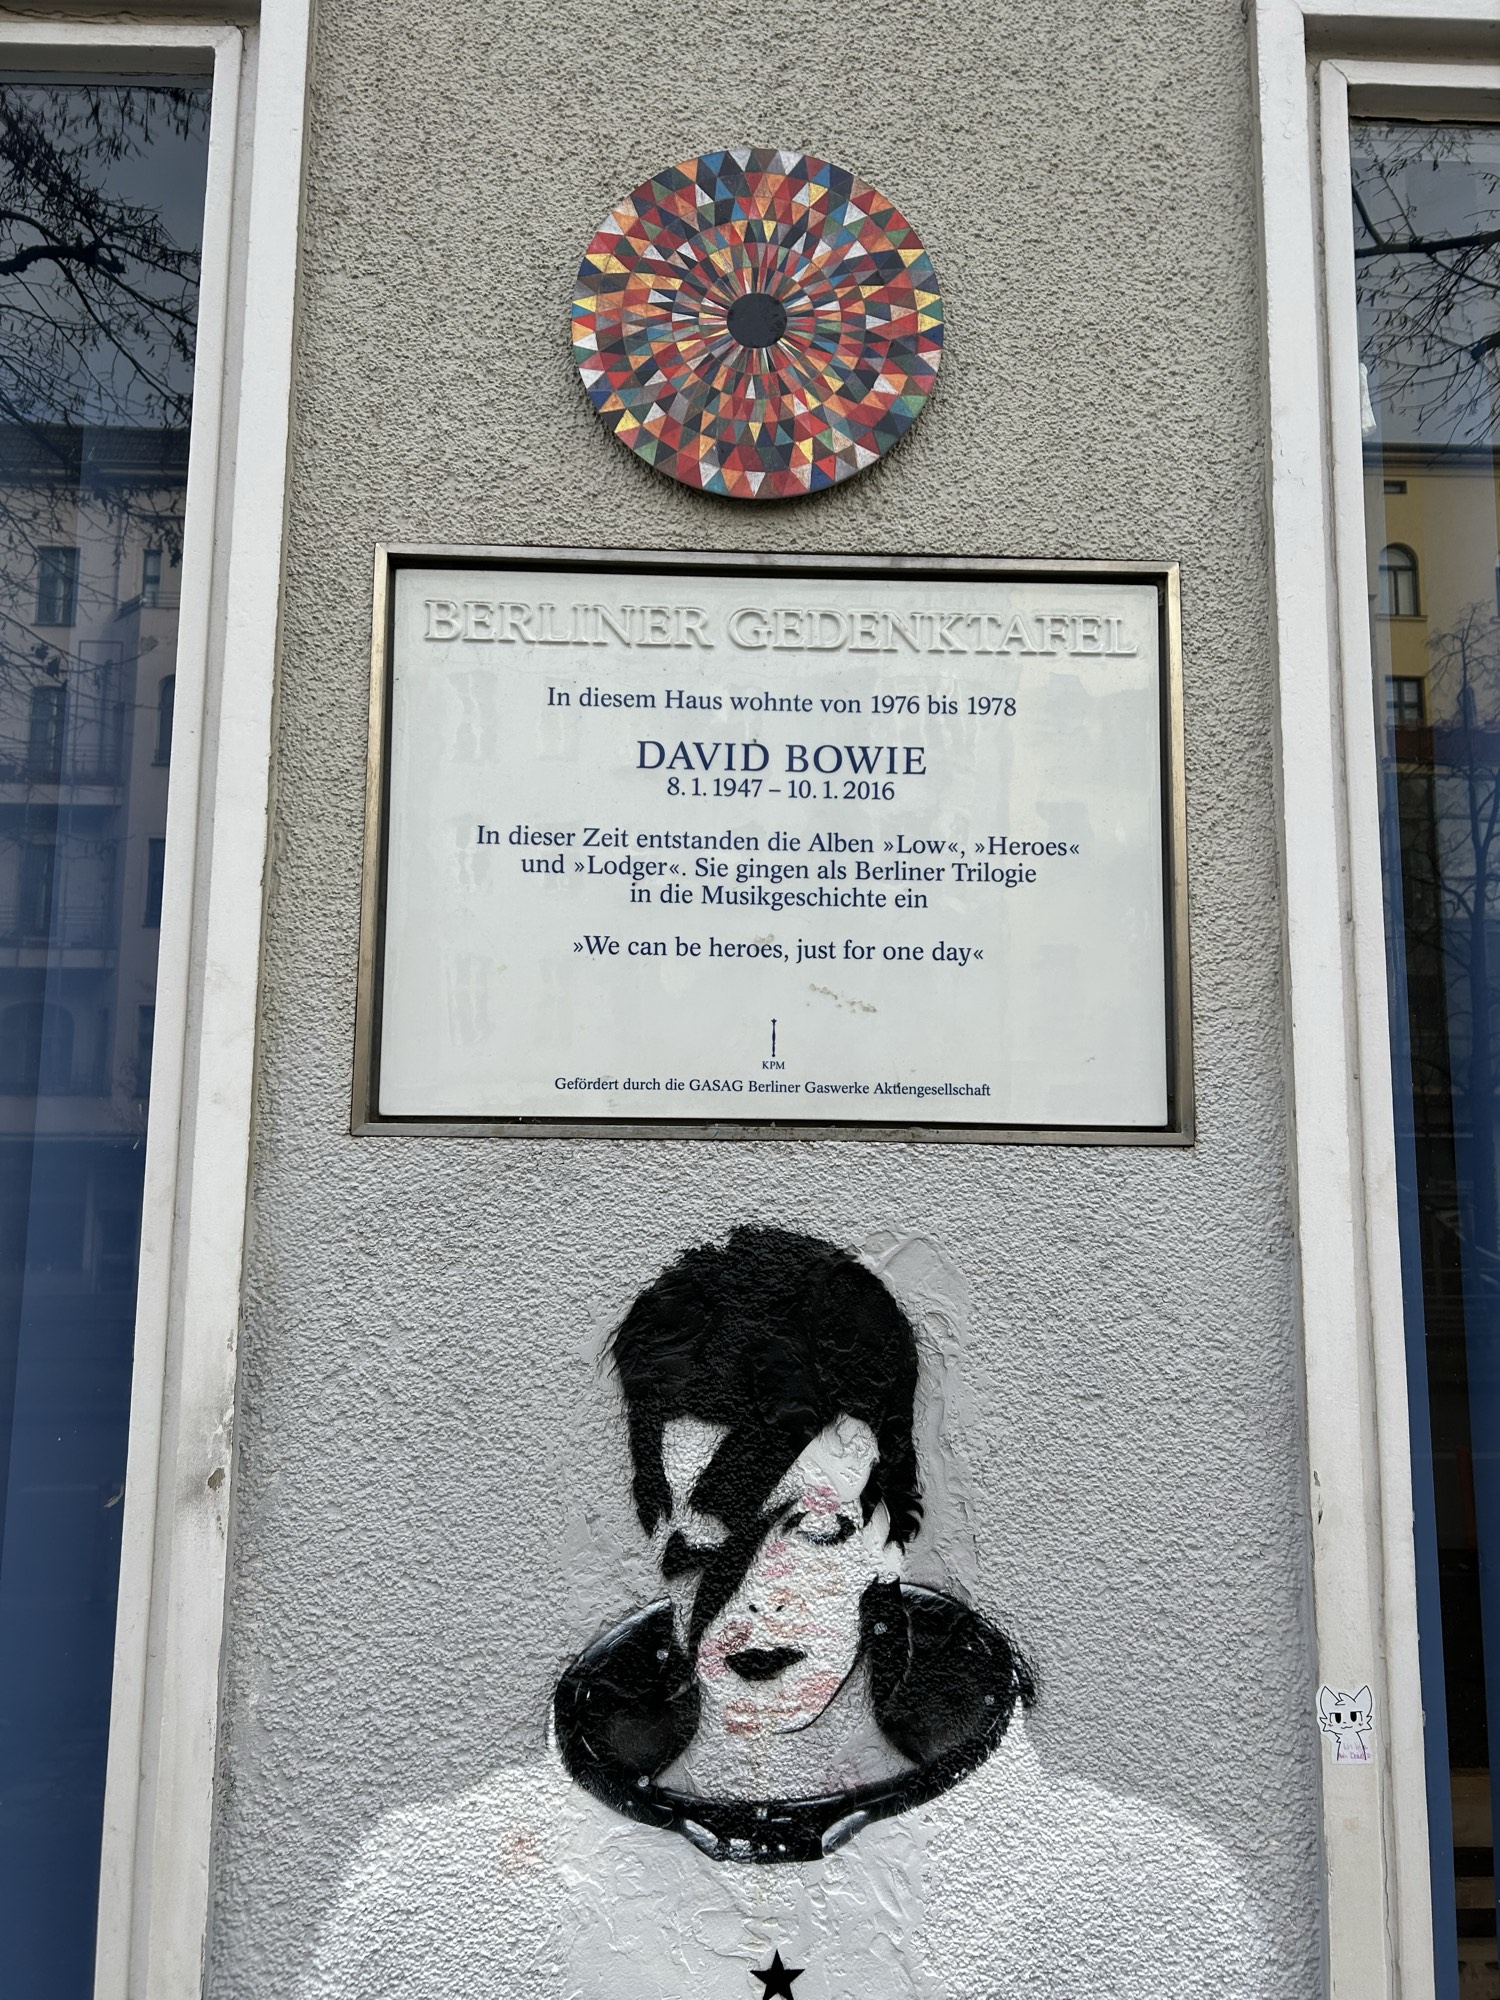 BERLINER GEDENKTAFEL
In diesem Haus wohnte von 1976 bis 1978
DAVID BOWIE
8. 1. 1947 – 10. 1. 2016
In dieser Zeit entstanden die Alben »Low«, »Heroes«
und »Lodger«. Sie gingen als Berliner Trilogie
in die Musikgeschichte ein
»We can be heroes, just for one day«
KPM
Gefördert durch die GASAG Berliner Gaswerke Aktiengesellschaft